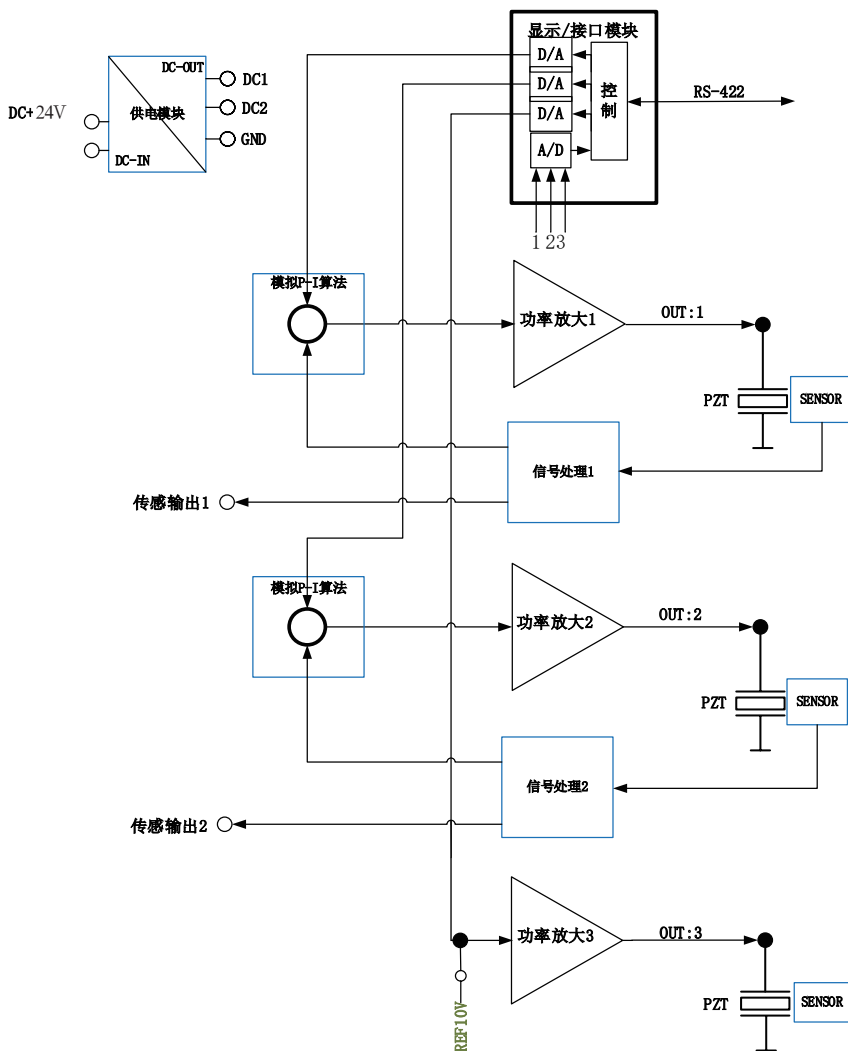 显示/接口模块
DC-OUT
D/A
DC1
D/A
控制
RS-422
DC+24V
供电模块
DC2
D/A
GND
A/D
DC-IN
1 2 3
模拟P-I算法
功率放大1
OUT:1
PZT
SENSOR
信号处理1
传感输出1
模拟P-I算法
功率放大2
OUT:2
PZT
SENSOR
信号处理2
传感输出2
功率放大3
OUT:3
PZT
SENSOR
REF10V